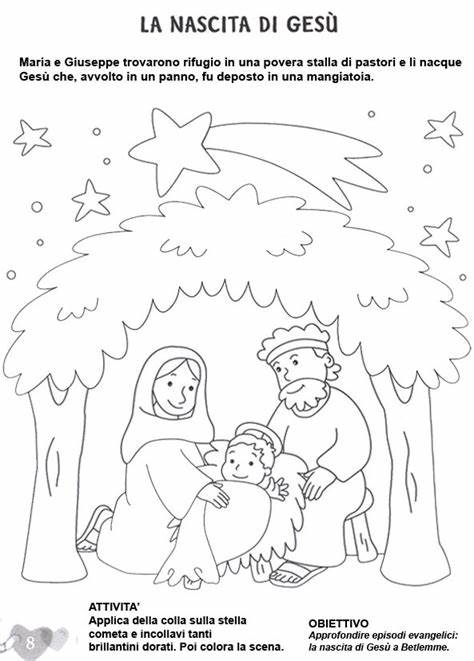 LA NASCITA DI GESÙ
Maria e Giuseppe trovarono rifugio in una povera stalla di pastori e lì nacque
Gesù che, avvolto in un panno, fu deposto in una mangiatoia.
ATTIVITA'
Applica della colla sulla stella
cometa e incollavi tanti
brillantini dorati. Poi colora la scena.
OBIETTIVO
Approfondire episodi evangelici:
la nascita di Gesù a Betlemme.
8